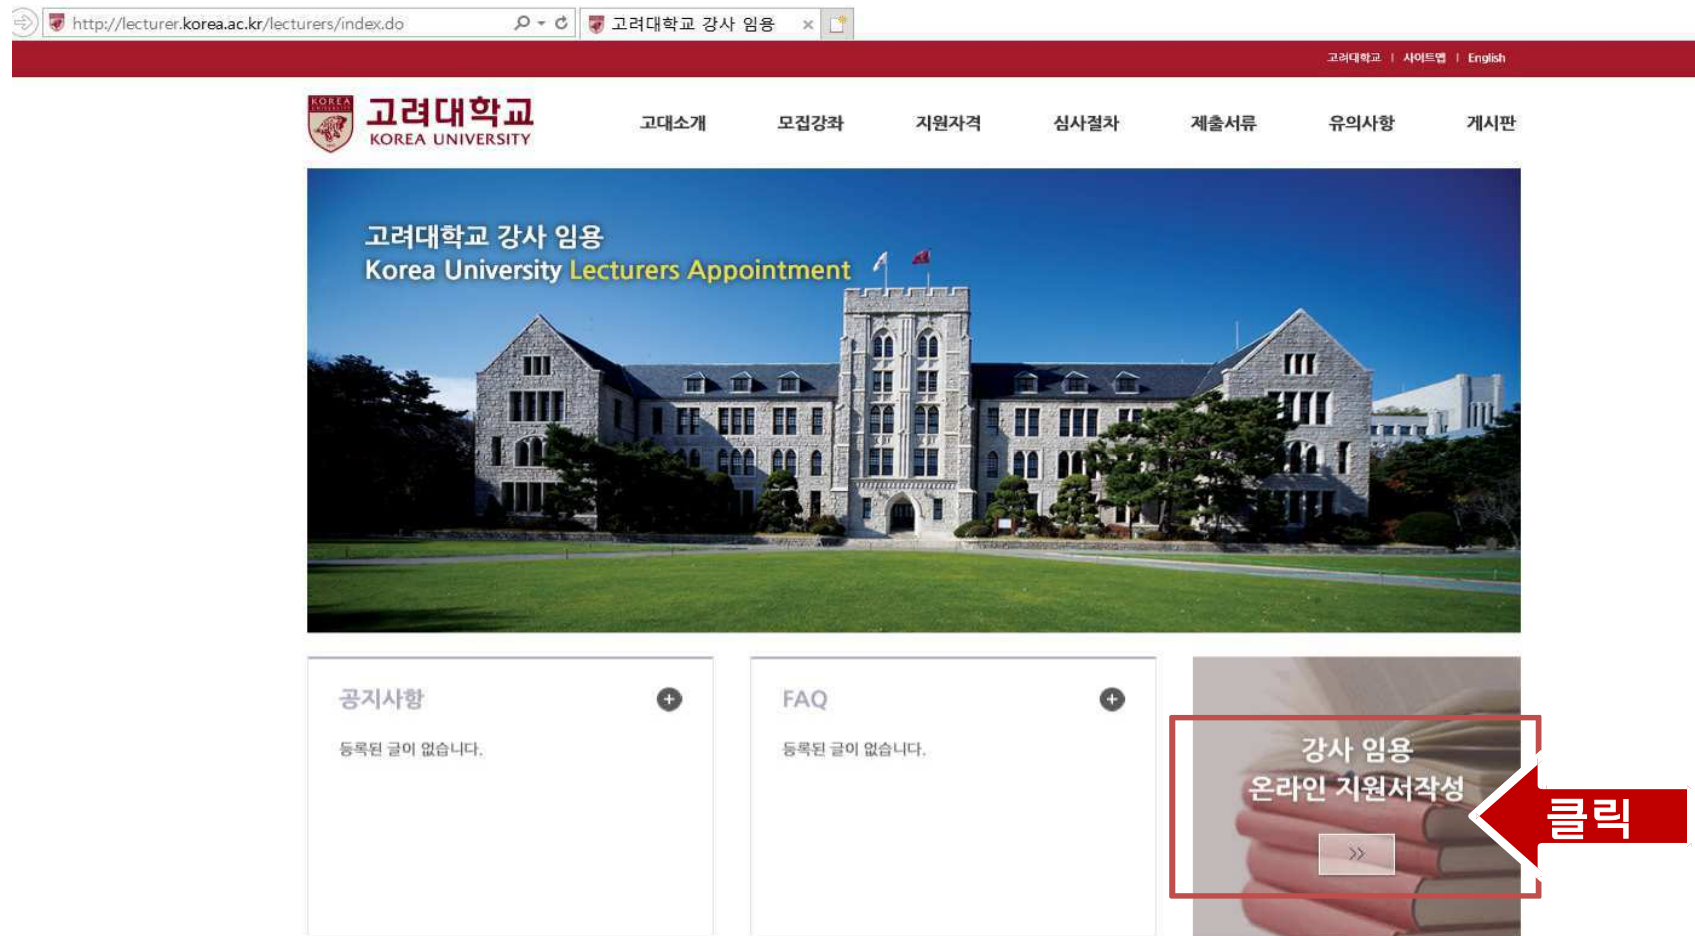 http://lecturer.korea.ac.kr/lecturers/index.do
고려대학교 강사 임용
고려대학교 | 사이트맵 | English
KOREA
고려대학교
KOREA UNIVERSITY
고대소개 모집강좌 지원자격 심사절차 제출서류 유의사항 게시판
고려대학교 강사 임용
Korea University Lecturers Appointment
공지사항
등록된 글이 없습니다.
FAQ
등록된 글이 없습니다.
강사 임용
온라인 지원서작성
>>
클릭